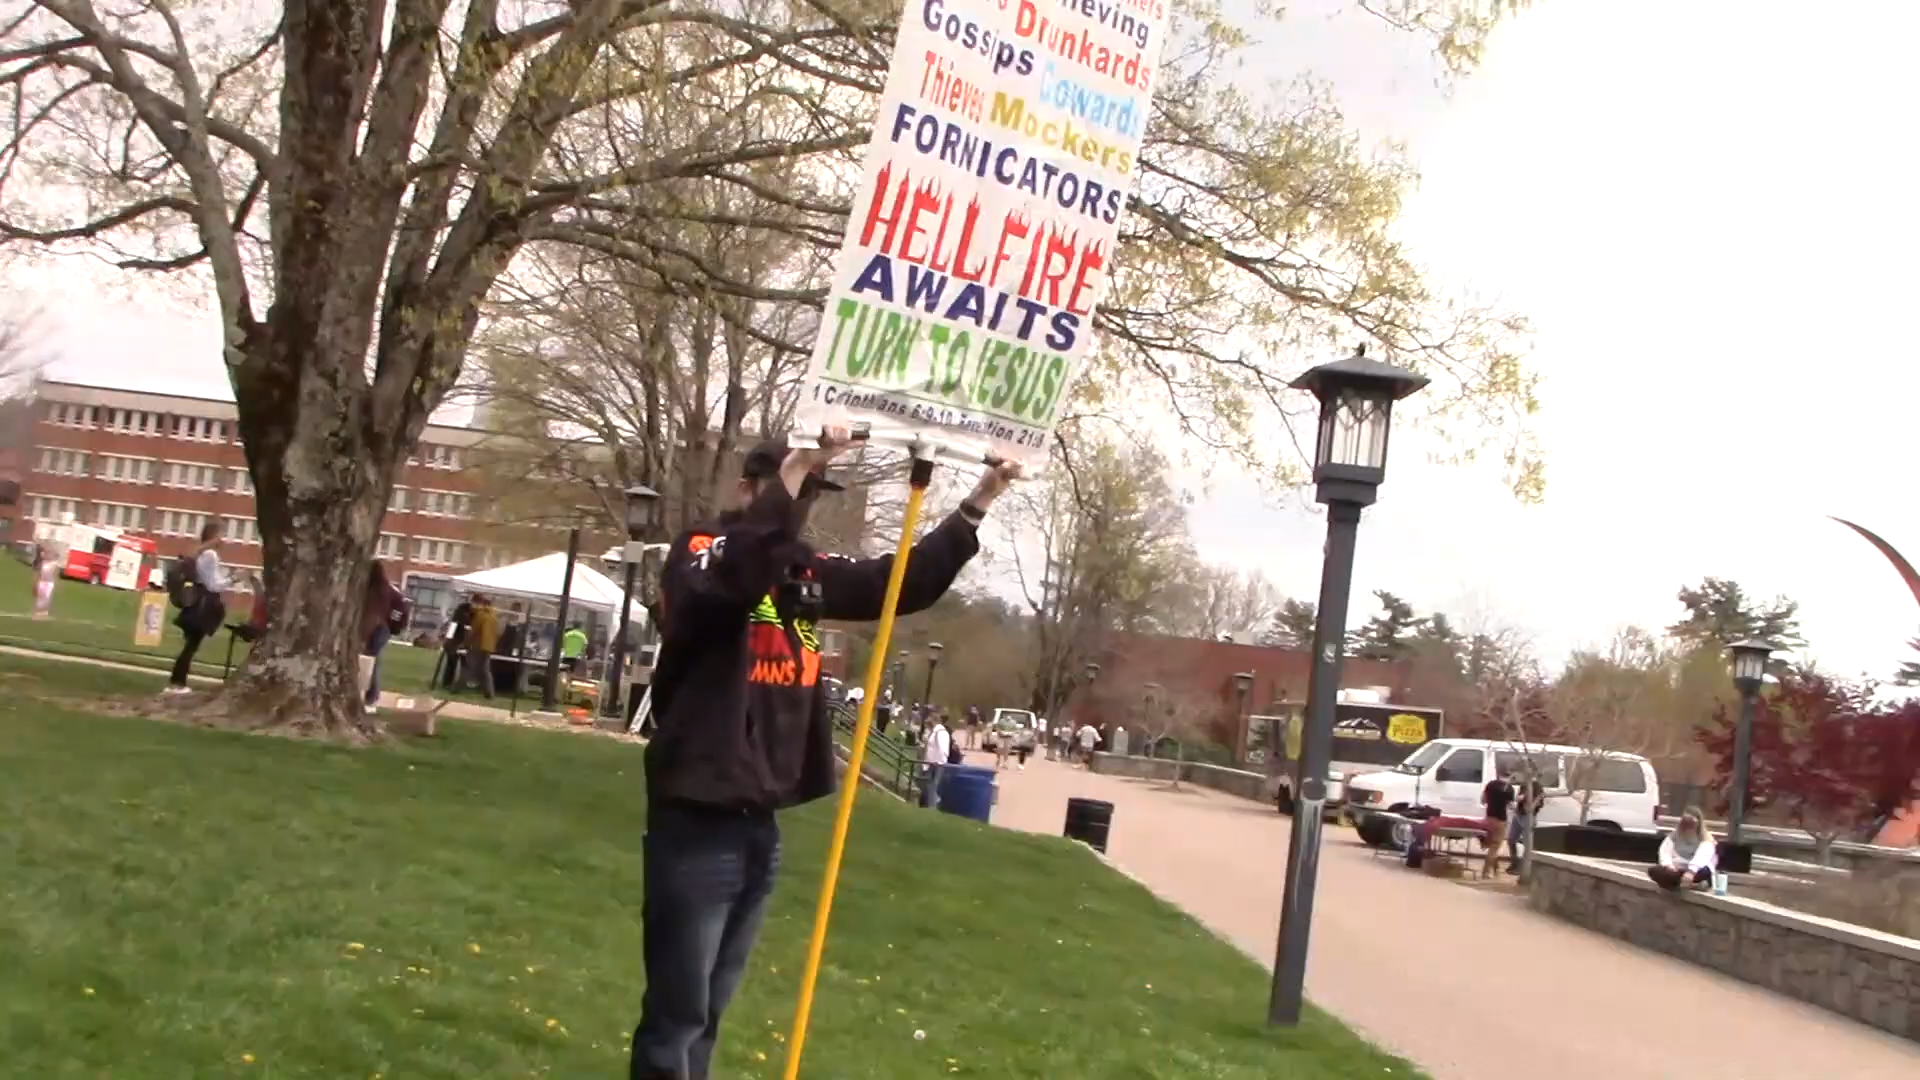 Drunkards
Gossips Cowards
Thieves Mockers
FORNICATORS
HELLFIRE
AWAITS
TURN TO JESUS!
1 Corinthians 6:9-10 Revelation 21:8
MNS
PIZZA